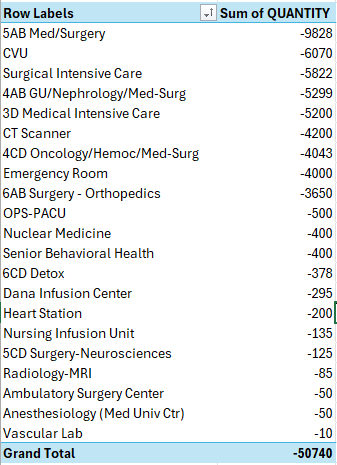 Row Labels Sum of QUANTITY
5AB Med/Surgery -9828
CVU -6070
Surgical Intensive Care -5822
4AB GU/Nephrology/Med-Surg -5299
3D Medical Intensive Care -5200
CT Scanner -4200
4CD Oncology/Hemoc/Med-Surg -4043
Emergency Room -4000
6AB Surgery - Orthopedics -3650
OPS-PACU -500
Nuclear Medicine -400
Senior Behavioral Health -400
6CD Detox -378
Dana Infusion Center -295
Heart Station -200
Nursing Infusion Unit -135
5CD Surgery-Neurosciences -125
Radiology-MRI -85
Ambulatory Surgery Center -50
Anesthesiology (Med Univ Ctr) -50
Vascular Lab -10
Grand Total -50740